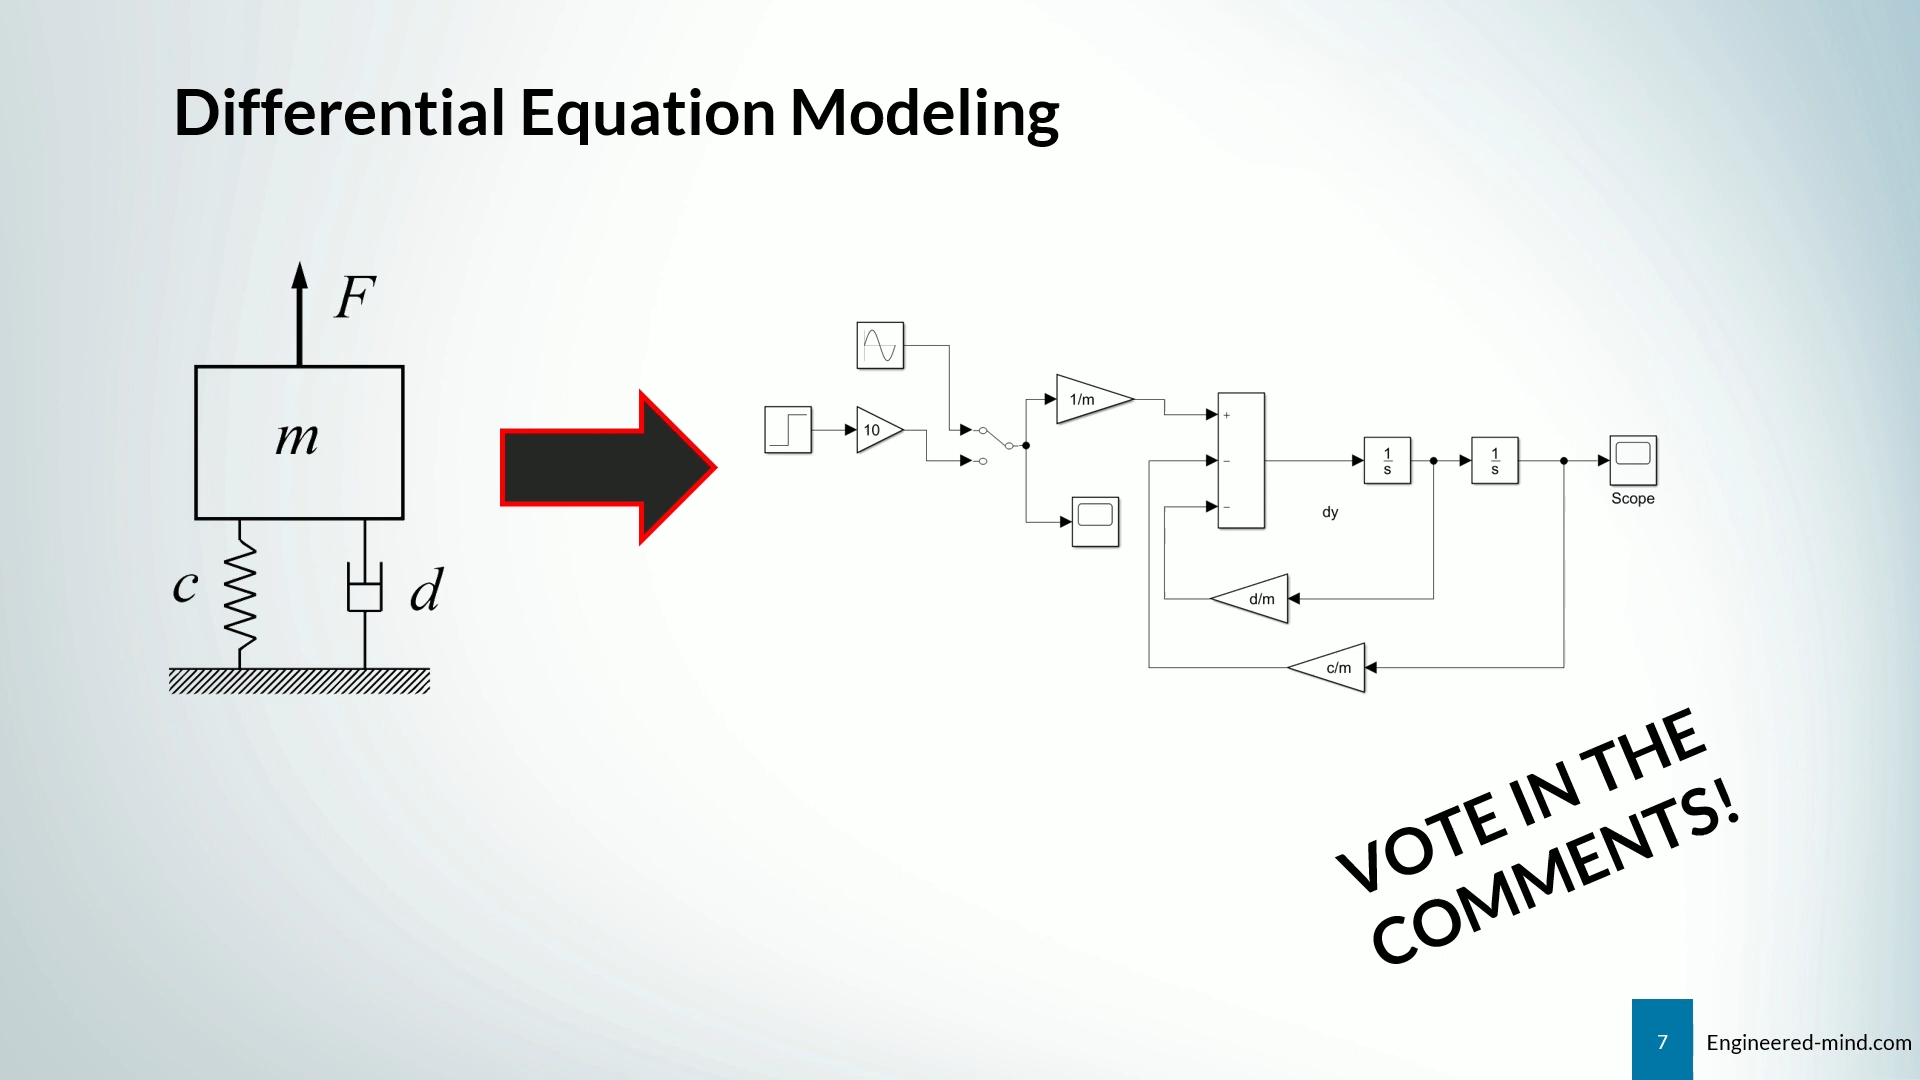 Differential Equation Modeling
F
m
c
d
10
1/m
+
−
−
1
s
1
s
Scope
dy
d/m
c/m
VOTE IN THE
COMMENTS!
7
Engineered-mind.com